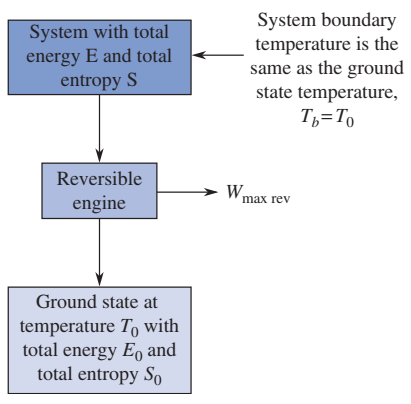 System with total
energy E and total
entropy S
System boundary
temperature is the
same as the ground
state temperature,
T_b = T_0
Reversible
engine
W_max rev
Ground state at
temperature T_0 with
total energy E_0 and
total entropy S_0